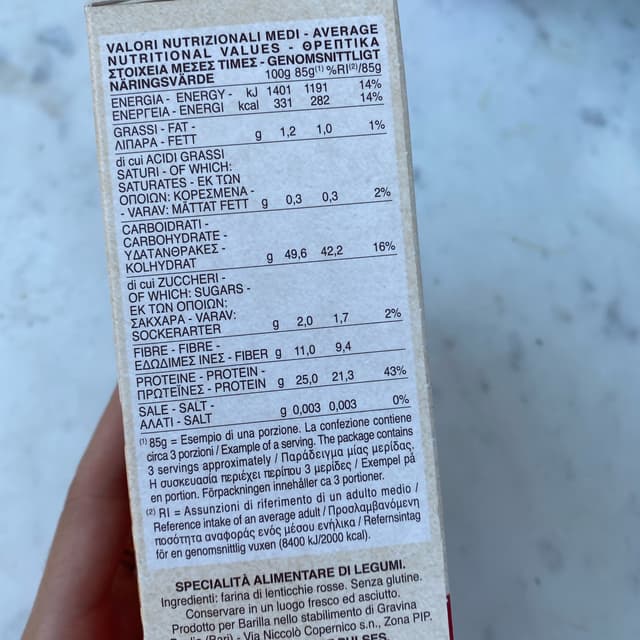 VALORI NUTRIZIONALI MEDI - AVERAGE
NUTRITIONAL VALUES - ΘΡΕΠΤΙΚΑ
ΣΤΟΙΧΕΙΑ ΜΕΣΕΣ ΤΙΜΕΣ - GENOMSNITTLIGT
NÄRINGSVÄRDE 100g 85g(1) %RI(2)/85g
ENERGIA - ENERGY - kJ 1401 1191 14%
ΕΝΕΡΓΕΙΑ - ENERGI kcal 331 282 14%
GRASSI - FAT -
ΛΙΠΑΡΑ - FETT g 1,2 1,0 1%
di cui ACIDI GRASSI
SATURI - OF WHICH:
SATURATES - ΕΚ ΤΩΝ
ΟΠΟΙΩΝ: ΚΟΡΕΣΜΕΝΑ -
- VARAV: MÄTTAT FETT g 0,3 0,3 2%
CARBOIDRATI -
CARBOHYDRATE -
ΥΔΑΤΑΝΘΡΑΚΕΣ -
KOLHYDRAT g 49,6 42,2 16%
di cui ZUCCHERI -
OF WHICH: SUGARS -
ΕΚ ΤΩΝ ΟΠΟΙΩΝ:
ΣΑΚΧΑΡΑ - VARAV:
SOCKERARTER g 2,0 1,7 2%
FIBRE - FIBRE -
ΕΔΩΔΙΜΕΣ ΙΝΕΣ - FIBER g 11,0 9,4
PROTEINE - PROTEIN -
ΠΡΩΤΕΪΝΕΣ - PROTEIN g 25,0 21,3 43%
SALE - SALT -
ΑΛΑΤΙ - SALT g 0,003 0,003 0%
(1) 85g = Esempio di una porzione. La confezione contiene
circa 3 porzioni / Example of a serving. The package contains
3 servings approximately / Παράδειγμα μίας μερίδας.
Η συσκευασία περιέχει περίπου 3 μερίδες / Exempel på
en portion. Förpackningen innehåller ca 3 portioner.
(2) RI = Assunzioni di riferimento di un adulto medio /
Reference intake of an average adult / Προσλαμβανόμενη
ποσότητα αναφοράς ενός μέσου ενήλικα / Refernsintag
för en genomsnittlig vuxen (8400 kJ/2000 kcal).
SPECIALITÀ ALIMENTARE DI LEGUMI.
Ingredienti: farina di lenticchie rosse. Senza glutine.
Conservare in un luogo fresco ed asciutto.
Prodotto per Barilla nello stabilimento di Gravina
(Bari) - Via Niccolò Copernico s.n., Zona PIP.
PULSES.